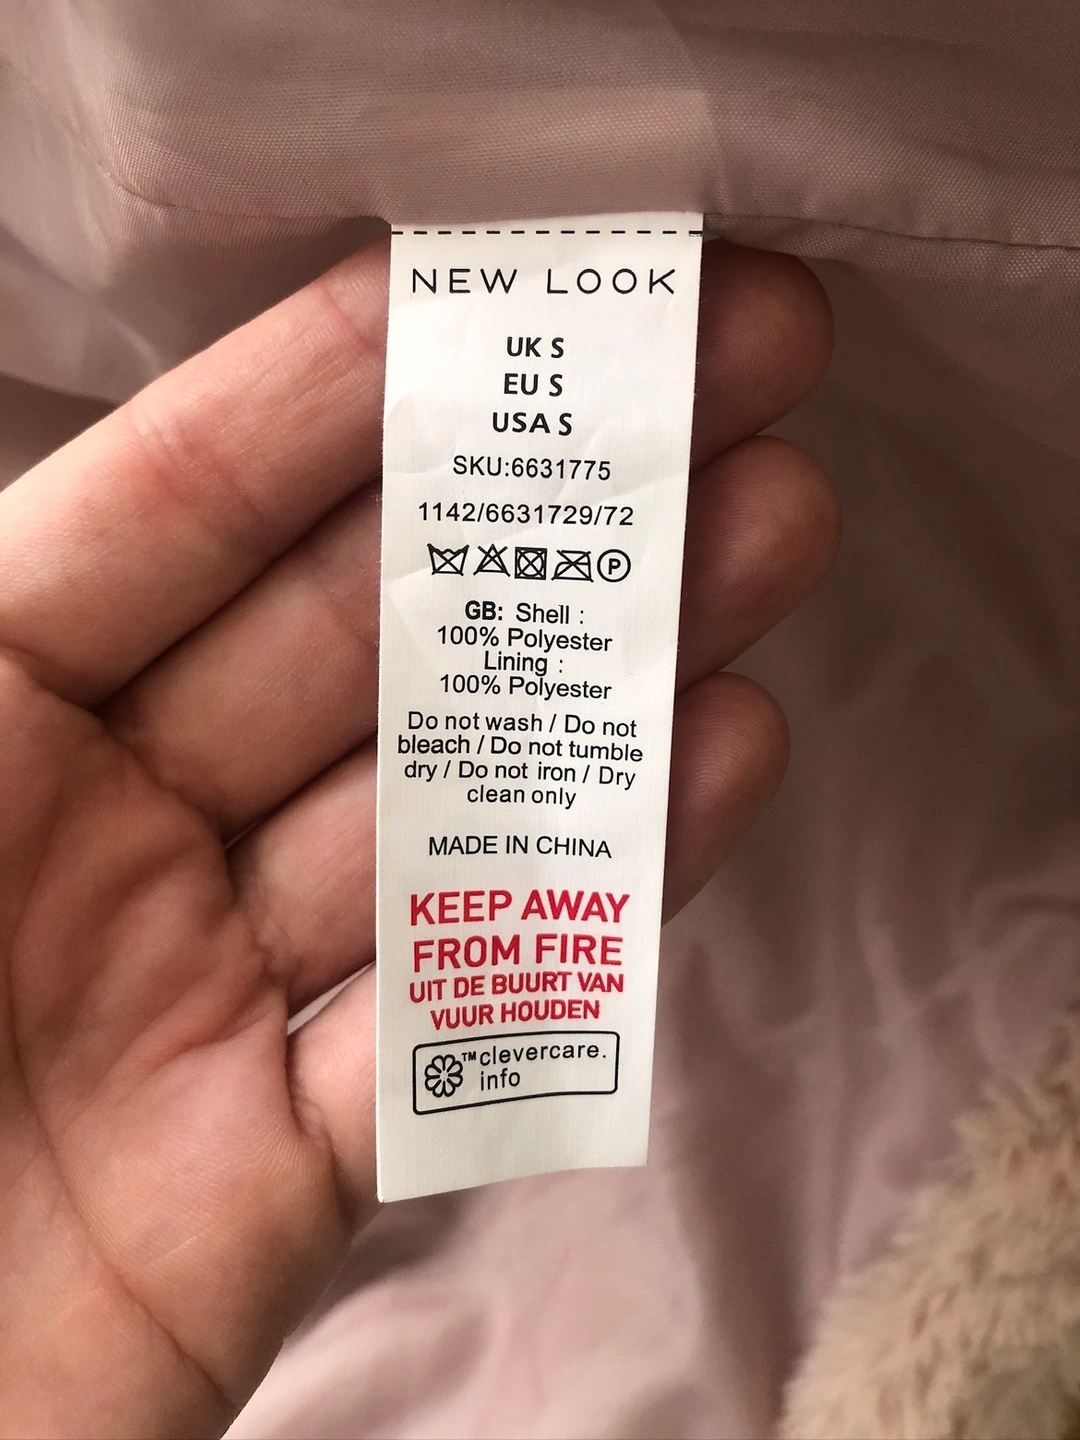 NEW LOOK
UK S
EU S
USA S
SKU:6631775
1142/6631729/72
P
GB: Shell :
100% Polyester
Lining :
100% Polyester
Do not wash / Do not
bleach / Do not tumble
dry / Do not iron / Dry
clean only
MADE IN CHINA
KEEP AWAY
FROM FIRE
UIT DE BUURT VAN
VUUR HOUDEN
™ clevercare.
info